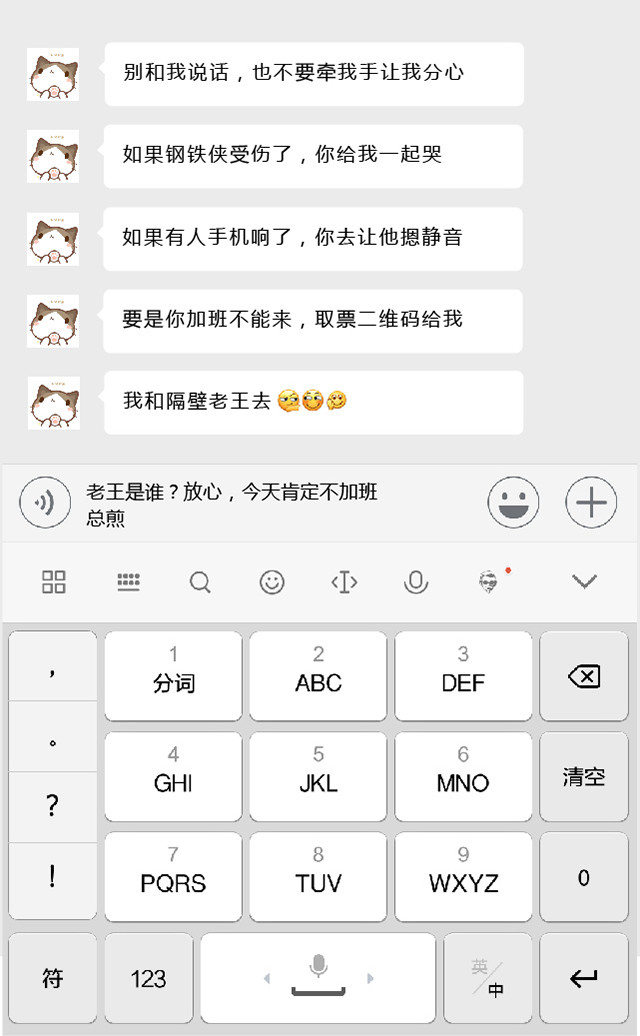 别和我说话，也不要牵我手让我分心
如果钢铁侠受伤了，你给我一起哭
如果有人手机响了，你去让他摁静音
要是你加班不能来，取票二维码给我
我和隔壁老王去
老王是谁？放心，今天肯定不加班
总煎
，
。
?
!
1
分词
2
ABC
3
DEF
4
GHI
5
JKL
6
MNO
清空
7
PQRS
8
TUV
9
WXYZ
0
符
123
英/中